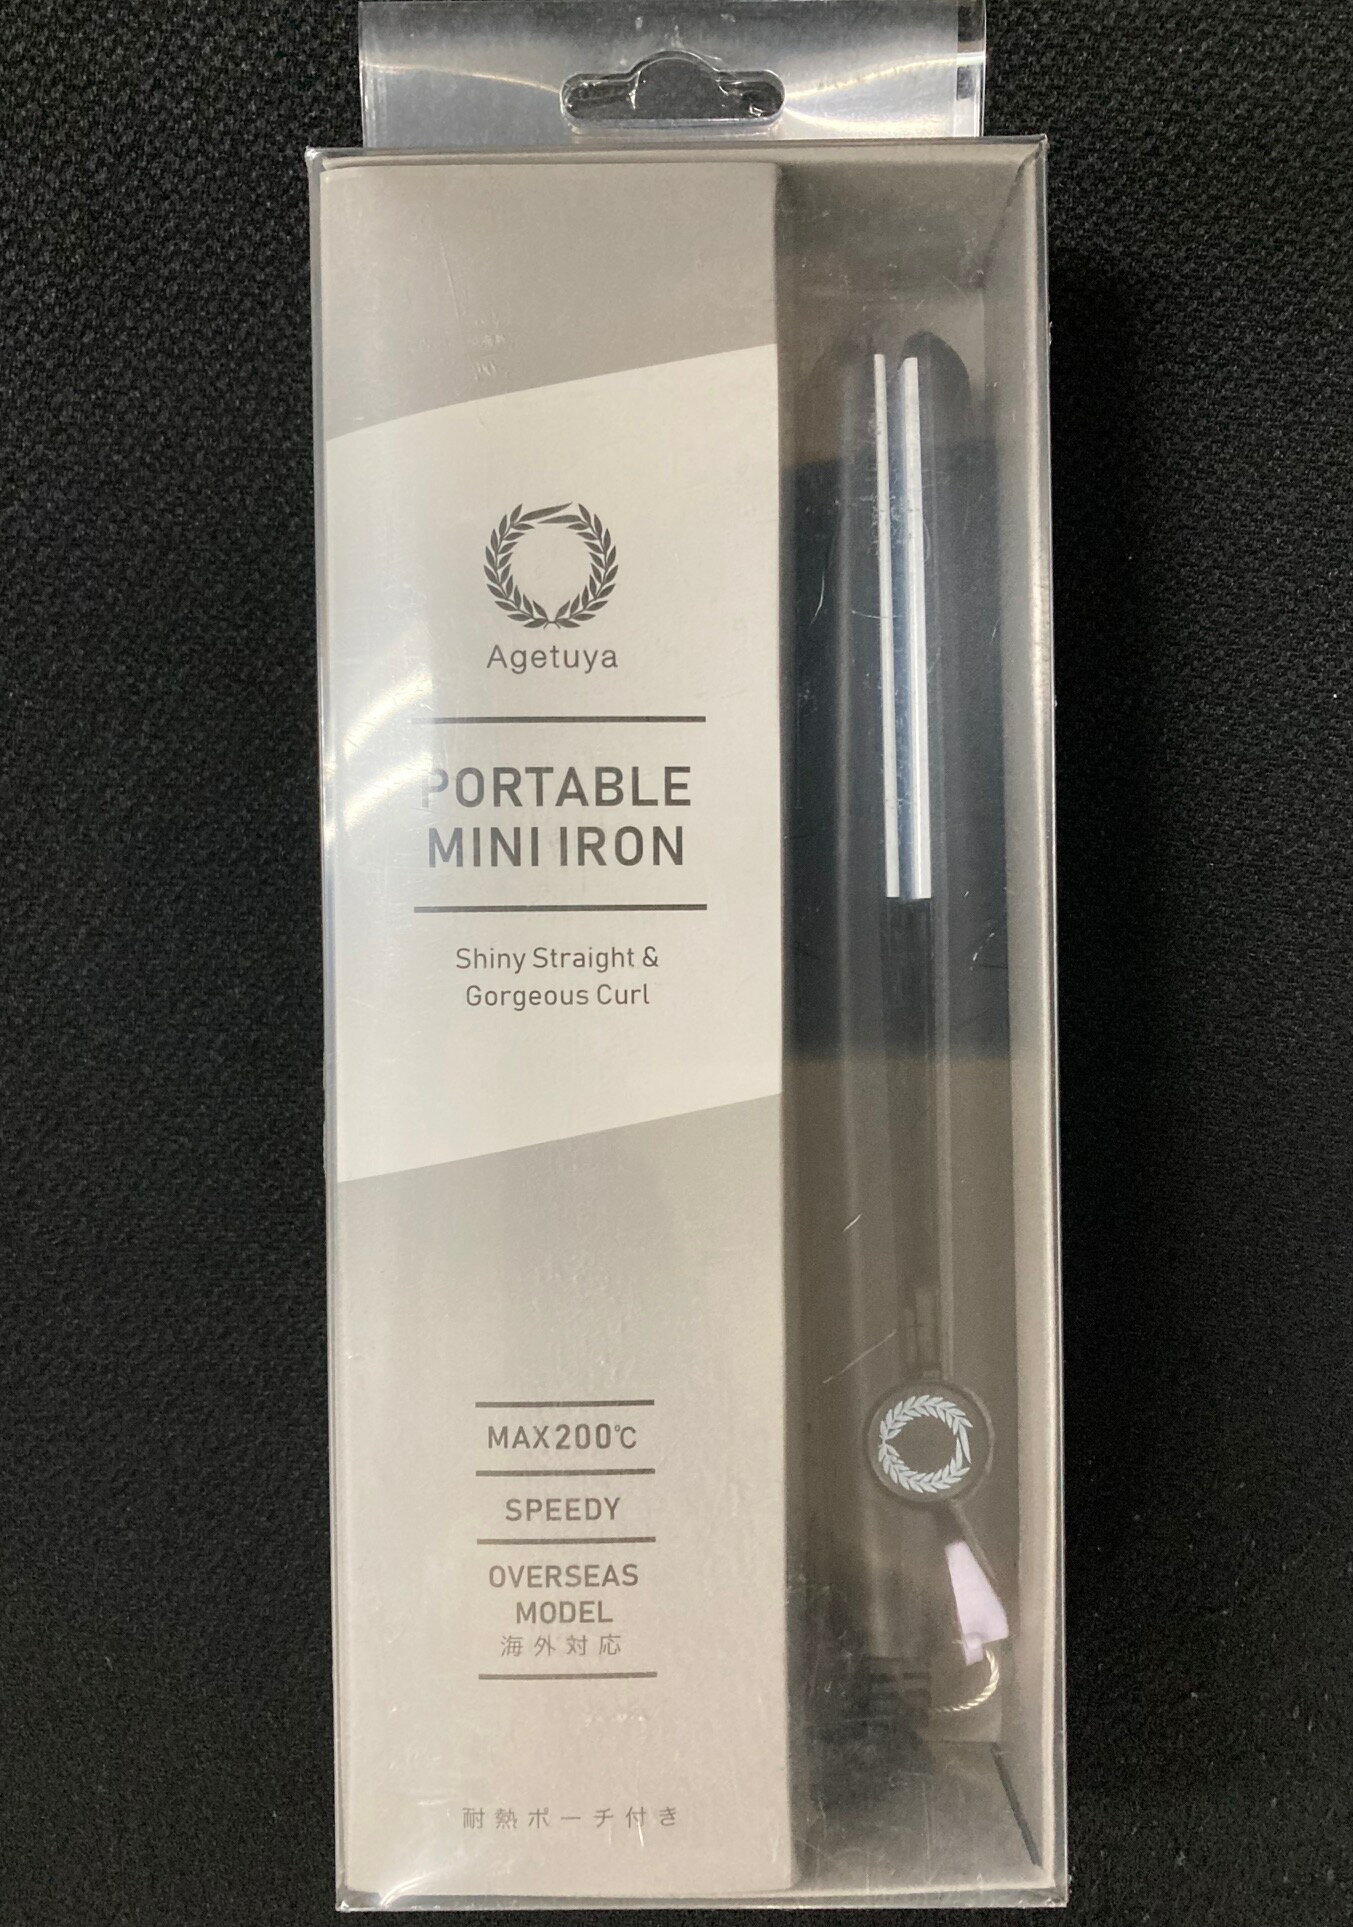 Agetuya
PORTABLE
MINI IRON
Shiny Straight &
Gorgeous Curl
MAX200℃
SPEEDY
OVERSEAS
MODEL
海外対応
耐熱ポーチ付き